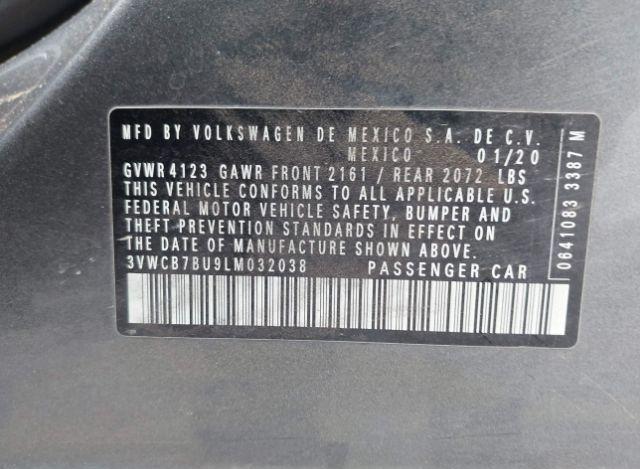 MFD BY VOLKSWAGEN DE MEXICO S.A. DE C.V.
MEXICO 01/20
GVWR 4123 GAWR FRONT 2161 / REAR 2072 LBS
THIS VEHICLE CONFORMS TO ALL APPLICABLE U.S.
FEDERAL MOTOR VEHICLE SAFETY, BUMPER AND
THEFT PREVENTION STANDARDS IN EFFECT ON
THE DATE OF MANUFACTURE SHOWN ABOVE.
3VWCB7BU9LM032038 PASSENGER CAR
0641083 3387 M